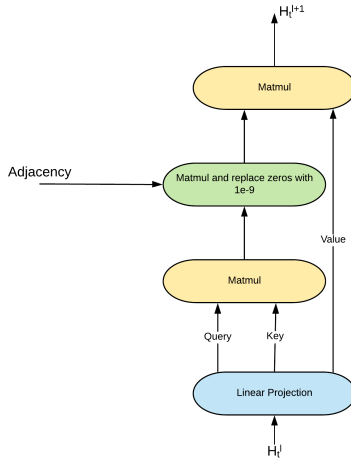 H_t^{l+1}
Matmul
Matmul and replace zeros with
1e-9
Adjacency
Value
Matmul
Query
Key
Linear Projection
H_t^l